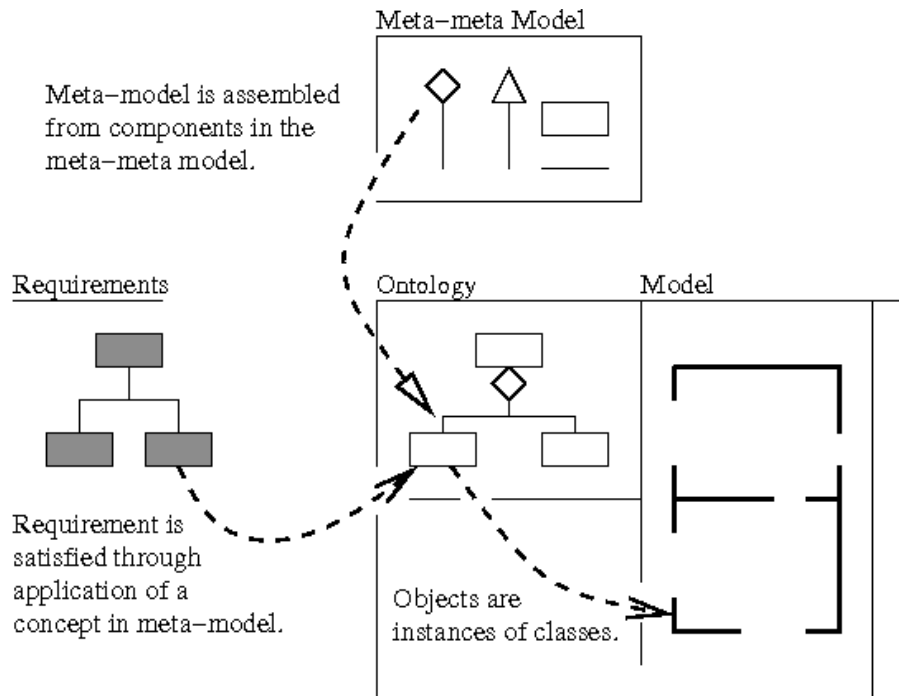 Meta-meta Model
Meta-model is assembled
from components in the
meta-meta model.
Requirements
Ontology
Model
Requirement is
satisfied through
application of a
concept in meta-model.
Objects are
instances of classes.